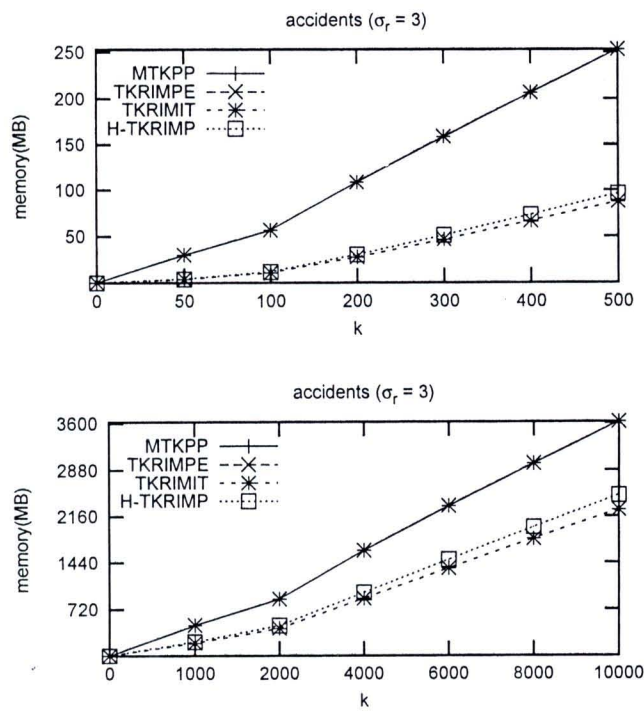 accidents (σr = 3)
250
200
150
100
50
MTKPP
TKRIMPE
TKRIMIT
H-TKRIMP
memory(MB)
0 50 100 200 300 400 500
k
accidents (σr = 3)
3600
2880
2160
1440
720
MTKPP
TKRIMPE
TKRIMIT
H-TKRIMP
memory(MB)
0 1000 2000 4000 6000 8000 10000
k